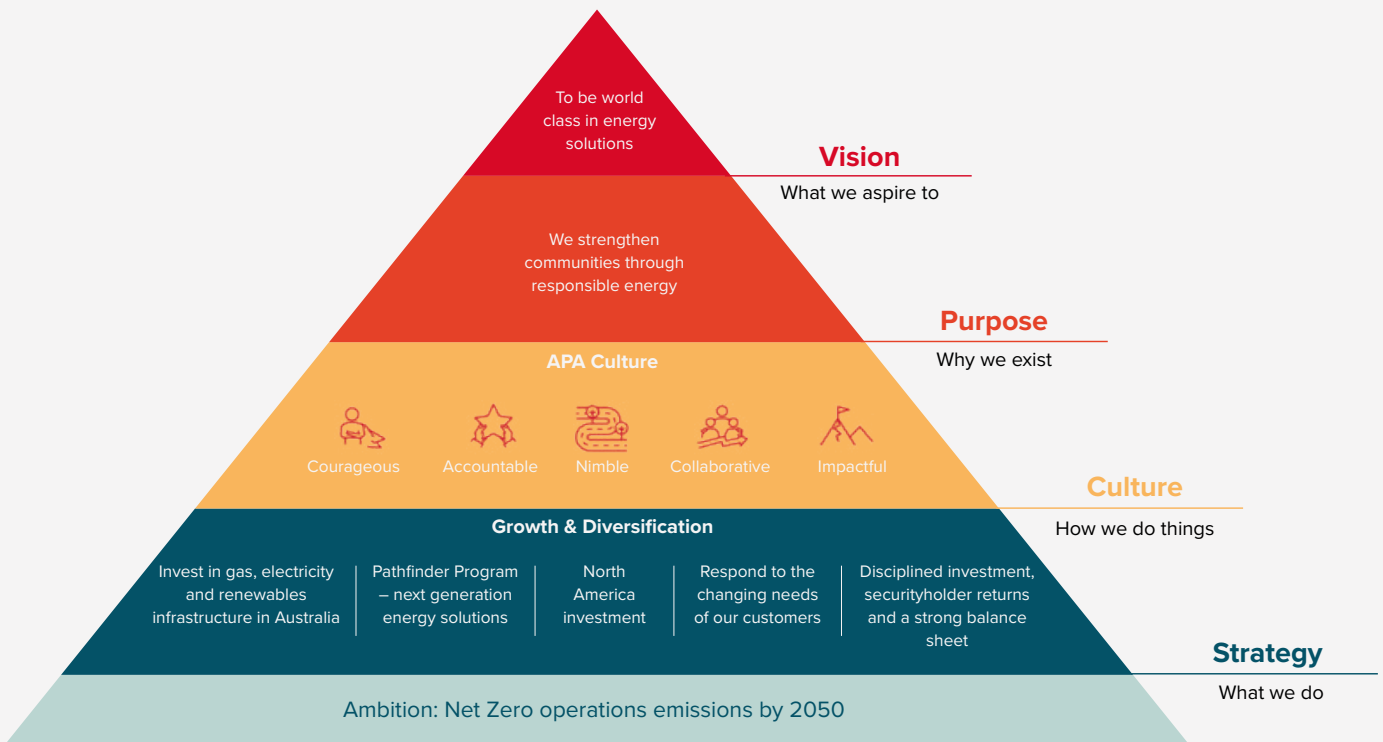 To be world
class in energy
solutions
Vision
What we aspire to
We strengthen
communities through
responsible energy
Purpose
Why we exist
APA Culture
Courageous
Accountable
Nimble
Collaborative
Impactful
Culture
How we do things
Growth & Diversification
Invest in gas, electricity
and renewables
infrastructure in Australia
Pathfinder Program
– next generation
energy solutions
North
America
investment
Respond to the
changing needs
of our customers
Disciplined investment,
securityholder returns
and a strong balance
sheet
Strategy
What we do
Ambition: Net Zero operations emissions by 2050